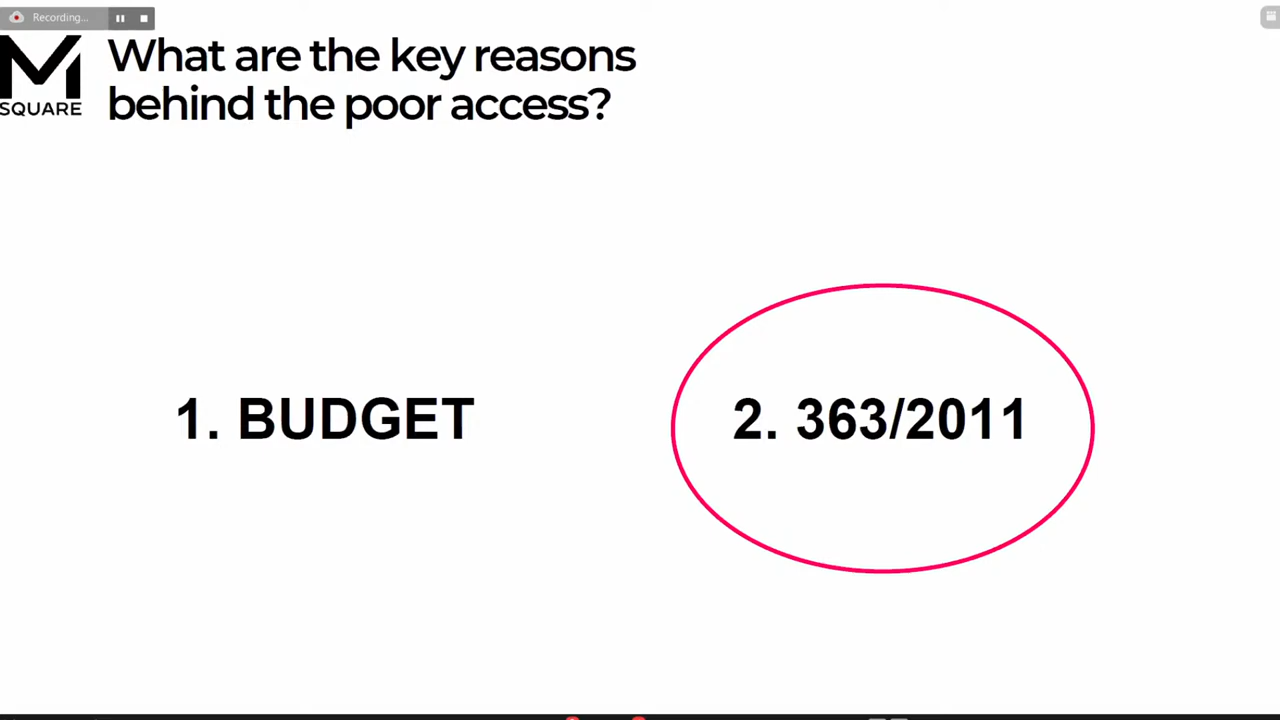 Recording...
M
SQUARE
What are the key reasons
behind the poor access?
1. BUDGET
2. 363/2011